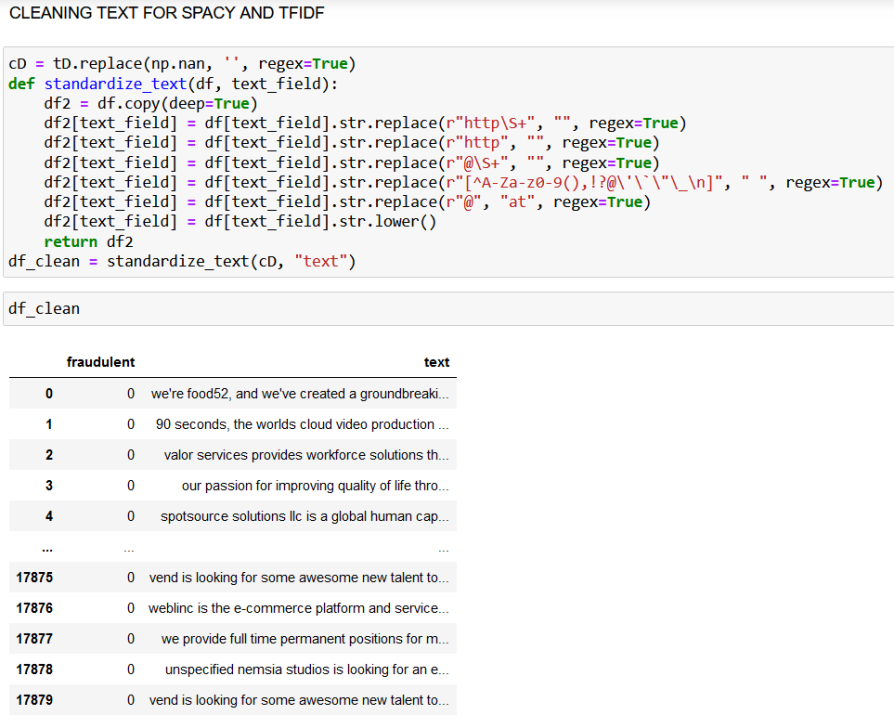 CLEANING TEXT FOR SPACY AND TFIDF
cD = tD.replace(np.nan, '', regex=True)
def standardize_text(df, text_field):
    df2 = df.copy(deep=True)
    df2[text_field] = df[text_field].str.replace(r"http\S+", "", regex=True)
    df2[text_field] = df[text_field].str.replace(r"http", "", regex=True)
    df2[text_field] = df[text_field].str.replace(r"@\S+", "", regex=True)
    df2[text_field] = df[text_field].str.replace(r"[^A-Za-z0-9(),!?@\'\`\"\_\n]", " ", regex=True)
    df2[text_field] = df[text_field].str.replace(r"@", "at", regex=True)
    df2[text_field] = df[text_field].str.lower()
    return df2
df_clean = standardize_text(cD, "text")
df_clean
fraudulent text
0 0 we're food52, and we've created a groundbreaki...
1 0 90 seconds, the worlds cloud video production ...
2 0 valor services provides workforce solutions th...
3 0 our passion for improving quality of life thro...
4 0 spotsource solutions llc is a global human cap...
... ... ...
17875 0 vend is looking for some awesome new talent to...
17876 0 weblinc is the e-commerce platform and service...
17877 0 we provide full time permanent positions for m...
17878 0 unspecified nemsia studios is looking for an e...
17879 0 vend is looking for some awesome new talent to...